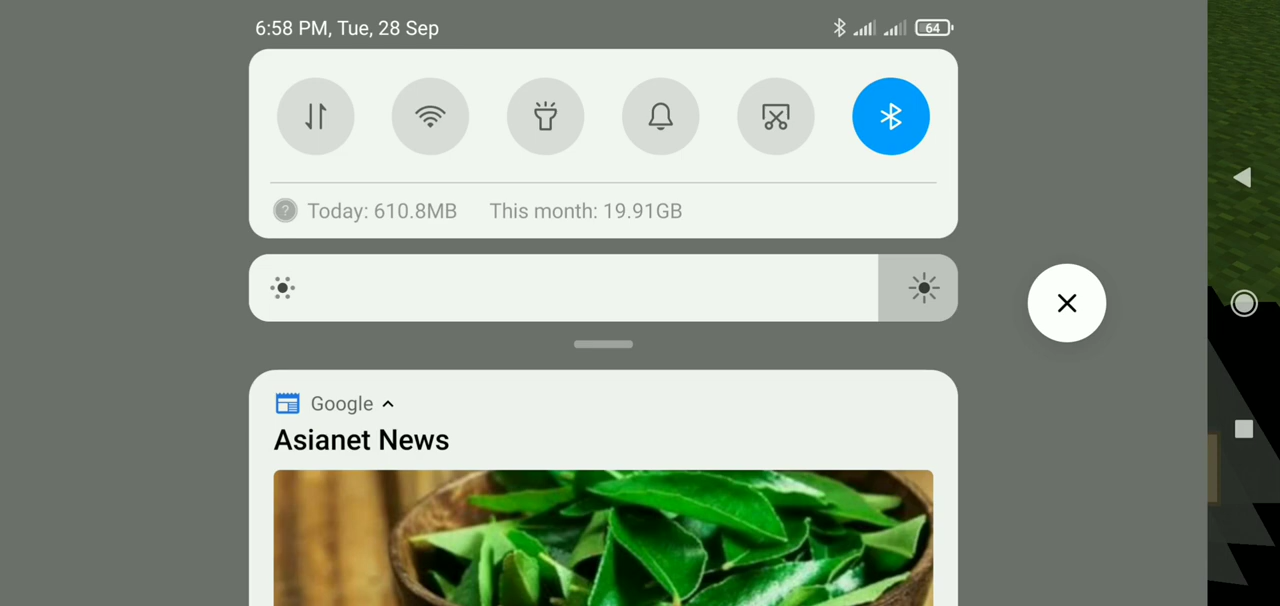 6:58 PM, Tue, 28 Sep
64
? Today: 610.8MB This month: 19.91GB
Google
Asianet News